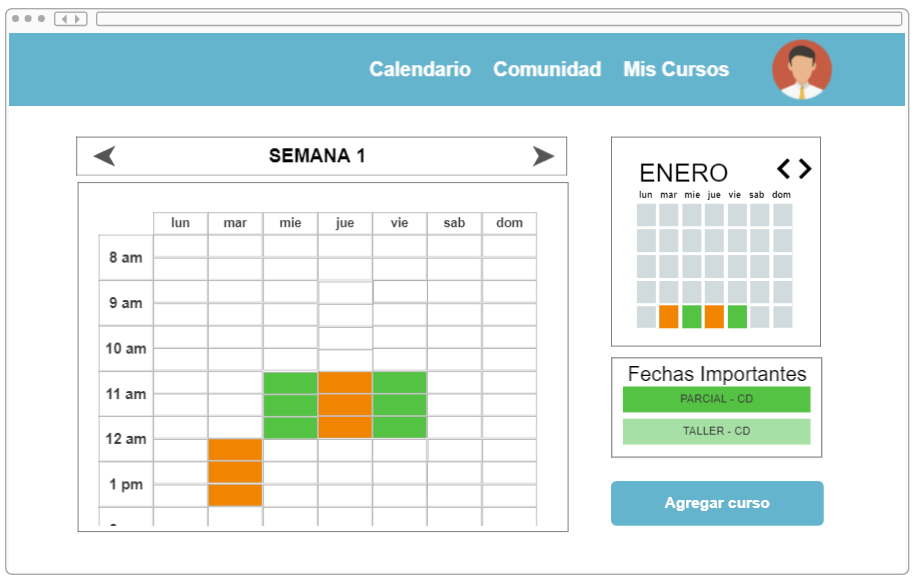 Calendario Comunidad Mis Cursos
SEMANA 1
lun mar mie jue vie sab dom
8 am
9 am
10 am
11 am
12 am
1 pm
ENERO
lun mar mie jue vie sab dom
Fechas Importantes
PARCIAL - CD
TALLER - CD
Agregar curso